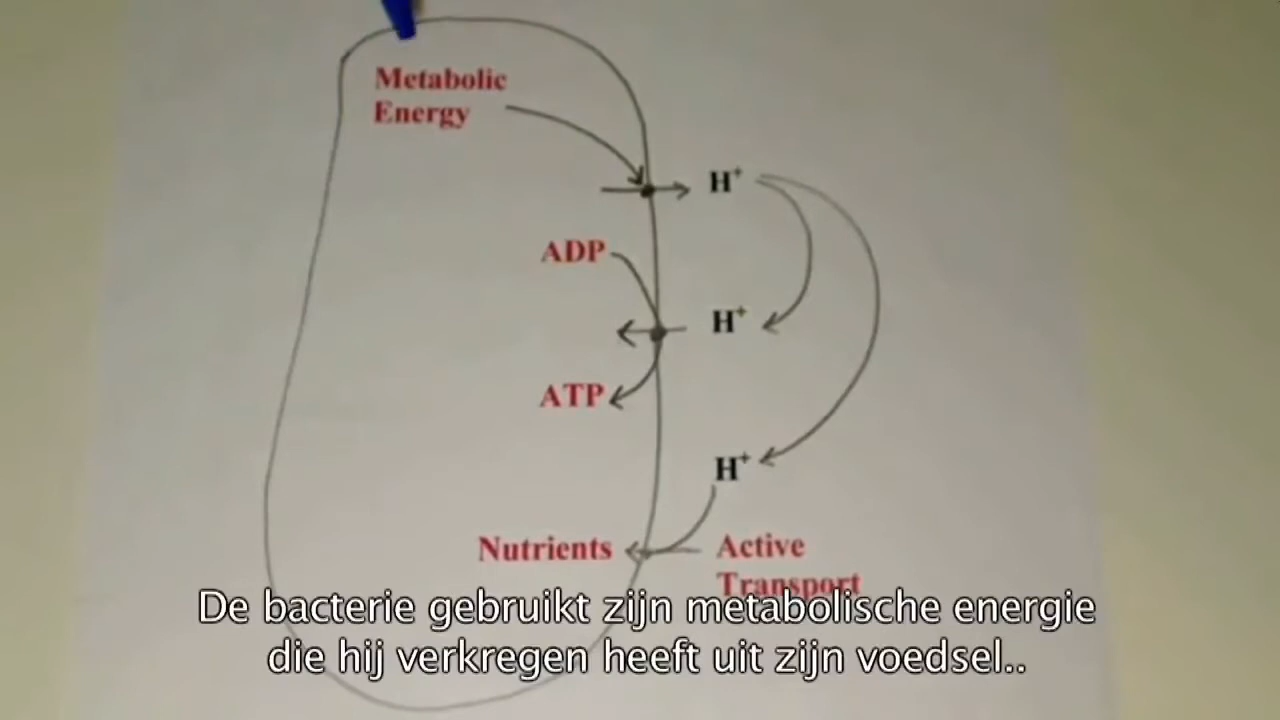 Metabolic
Energy
H⁺
ADP
H⁺
ATP
H⁺
Nutrients
Active
Transport
De bacterie gebruikt zijn metabolische energie
die hij verkregen heeft uit zijn voedsel..